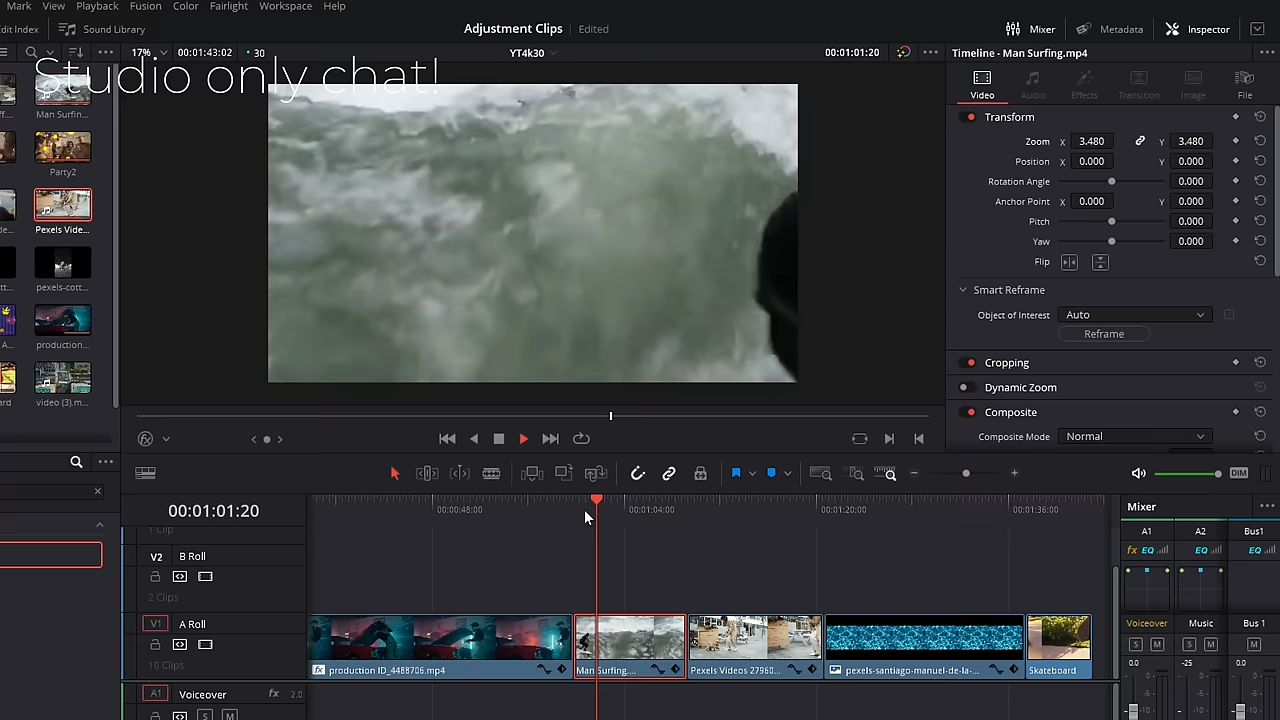 Mark View Playback Fusion Color Fairlight Workspace Help
Edit Index Sound Library Adjustment Clips Edited Mixer Metadata Inspector
17% 00:01:43:02 30 YT4k30 00:01:01:20 Timeline - Man Surfing.mp4
Studio only chat!
Video Audio Effects Transition Image File
Man Surfin...
Party2
Pexels Vide...
pexels-cott...
production...
video (3).m...
Transform
Zoom X 3.480 Y 3.480
Position X 0.000 Y 0.000
Rotation Angle 0.000
Anchor Point X 0.000 Y 0.000
Pitch 0.000
Yaw 0.000
Flip
Smart Reframe
Object of Interest Auto
Reframe
Cropping
Dynamic Zoom
Composite
Composite Mode Normal
DIM
00:01:01:20
00:00:48:00 00:01:04:00 00:01:20:00 00:01:36:00
1 Clip
V2 B Roll
2 Clips
V1 A Roll
10 Clips
production ID_4488706.mp4 Man Surfing.... Pexels Videos 27960... pexels-santiago-manuel-de-la-... Skateboard
A1 Voiceover fx 2.0
S M
Mixer
A1 A2 Bus1
fx EQ EQ EQ
Voiceover Music Bus 1
S M S M M
0.0 -25 0.0
-5 -5 -5
-10 -10 -10